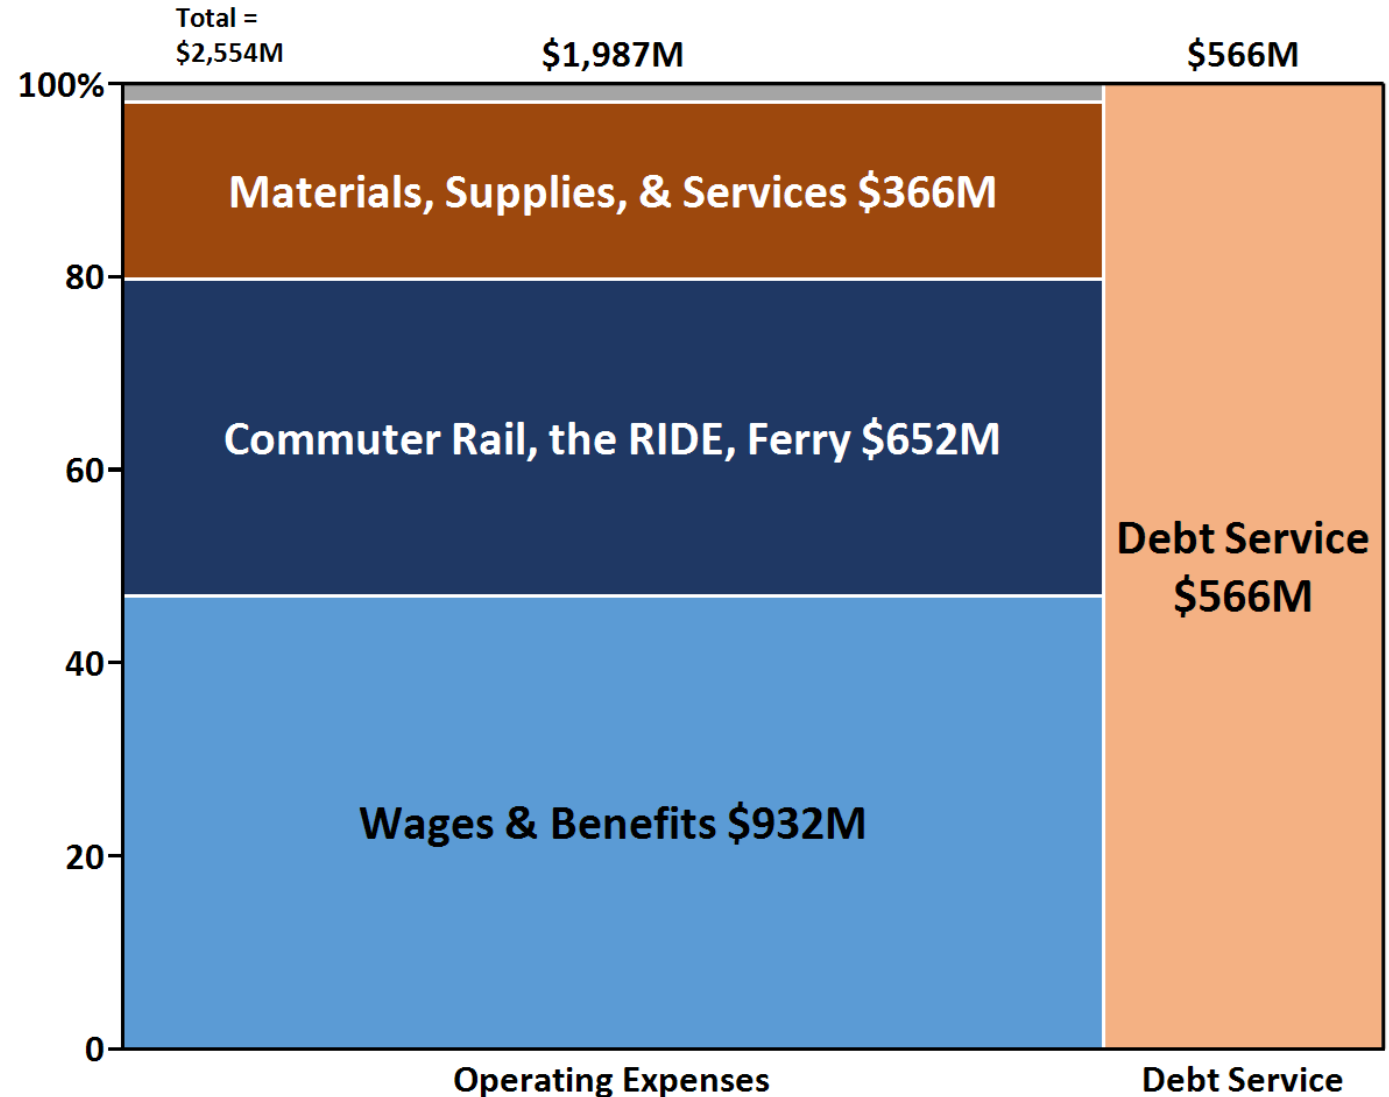 Total =
$2,554M
$1,987M
$566M
100%
Materials, Supplies, & Services $366M
80
Commuter Rail, the RIDE, Ferry $652M
60
Debt Service
$566M
40
Wages & Benefits $932M
20
0
Operating Expenses
Debt Service